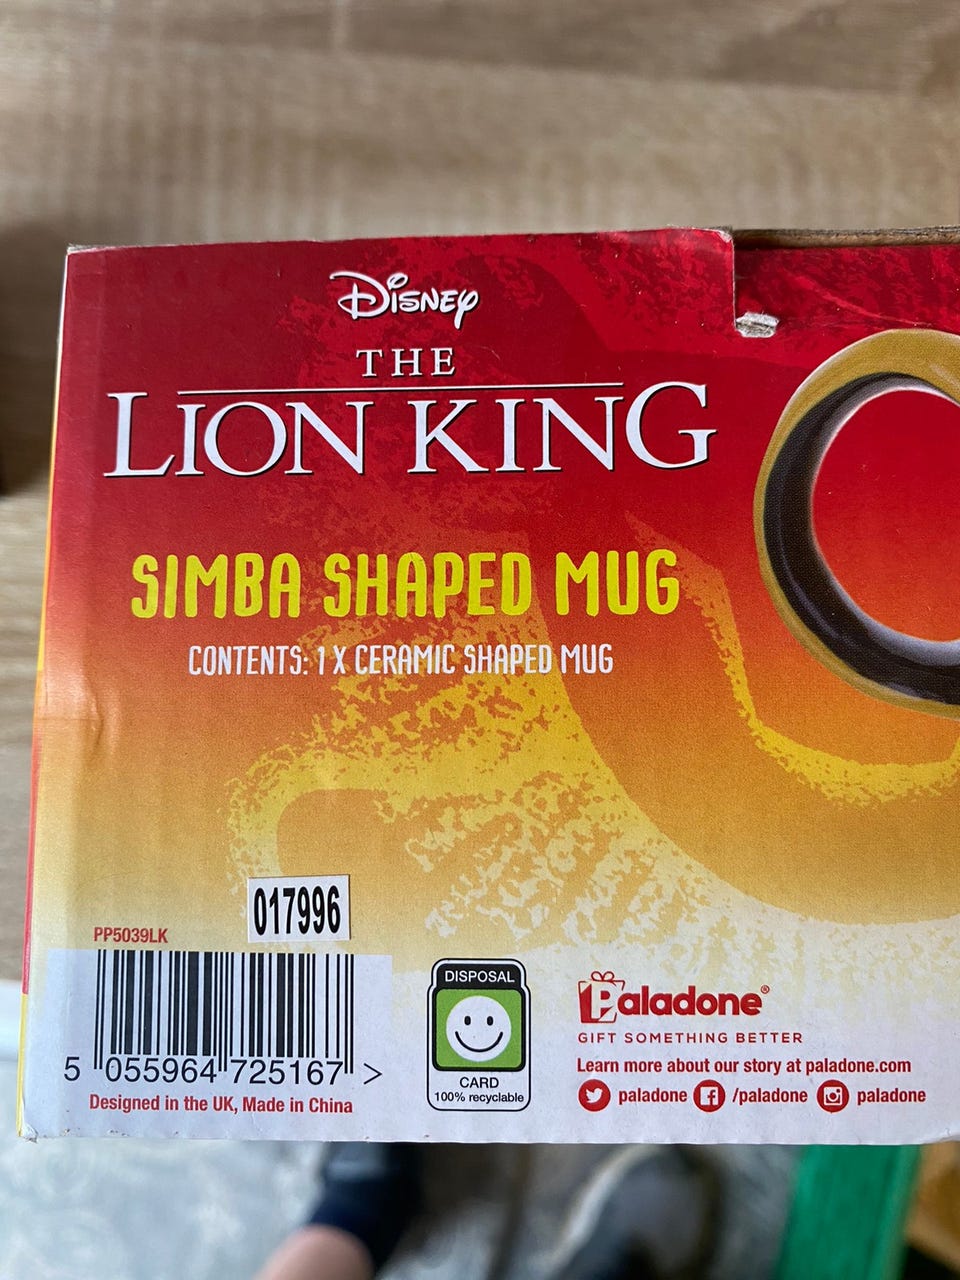 Disney
THE
LION KING
SIMBA SHAPED MUG
CONTENTS: 1 X CERAMIC SHAPED MUG
017996
PP5039LK
5 055964 725167 >
Designed in the UK, Made in China
DISPOSAL
CARD
100% recyclable
Paladone®
GIFT SOMETHING BETTER
Learn more about our story at paladone.com
paladone /paladone paladone